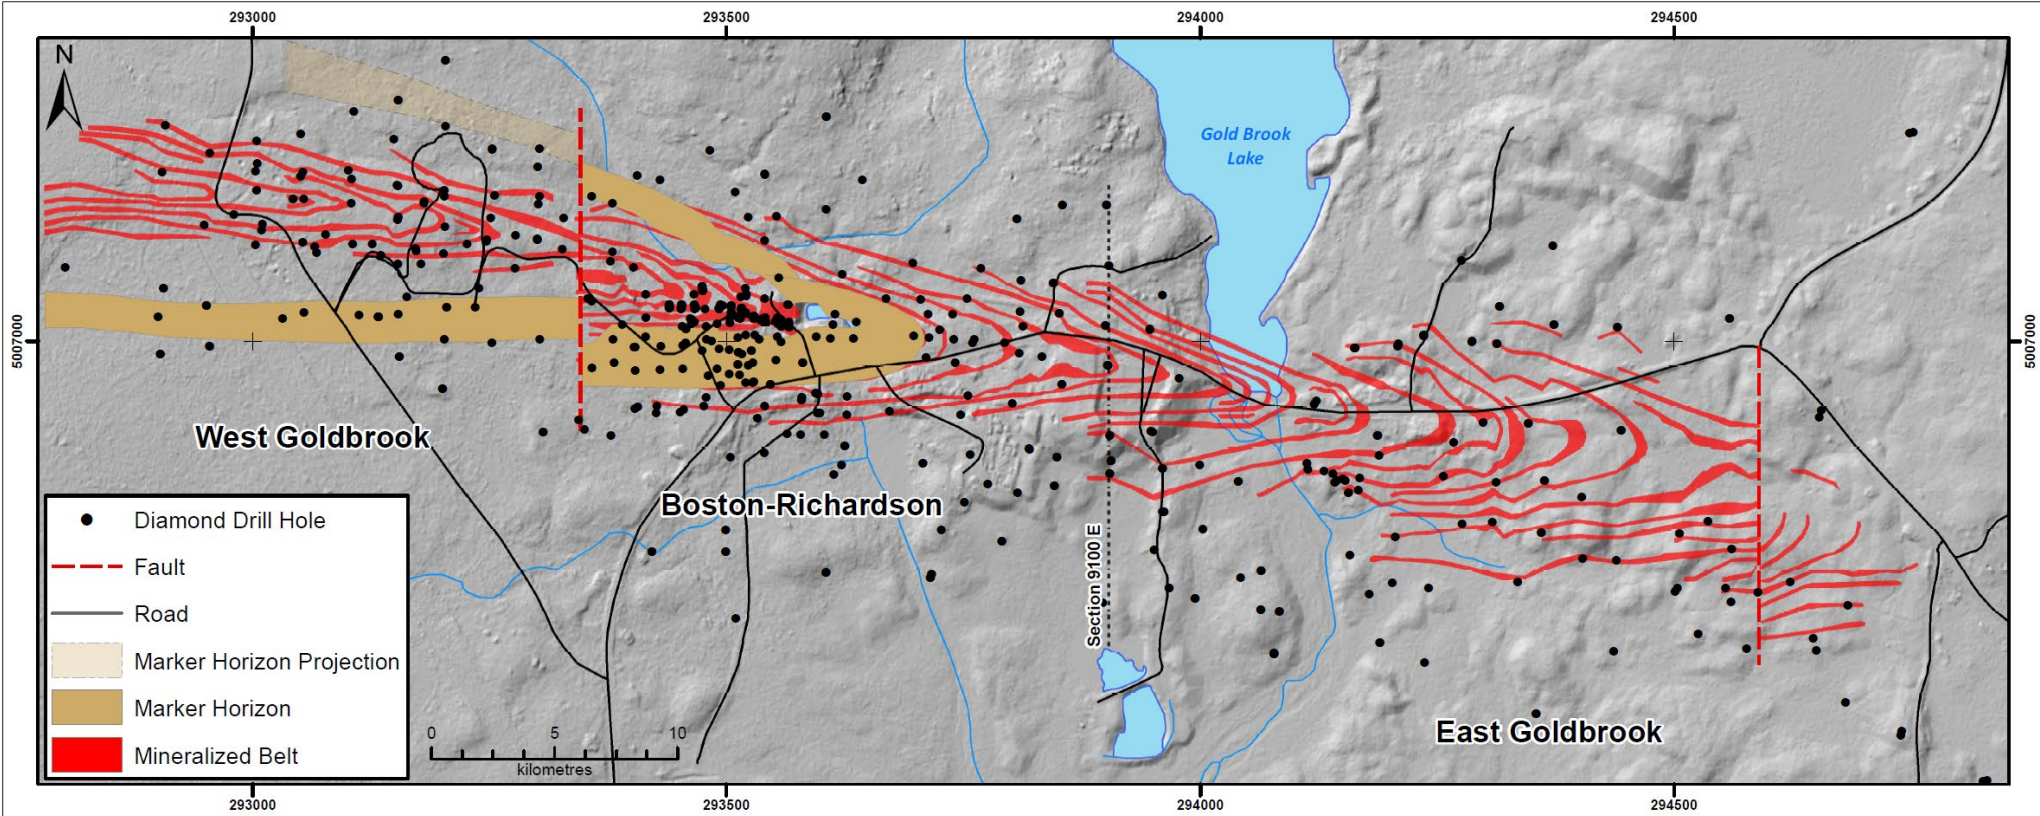 293000 293500 294000 294500
N
Gold Brook
Lake
5007000 5007000
West Goldbrook
Boston-Richardson
Section 9100 E
East Goldbrook
Diamond Drill Hole
Fault
Road
Marker Horizon Projection
Marker Horizon
Mineralized Belt
0 5 10
kilometres
293000 293500 294000 294500